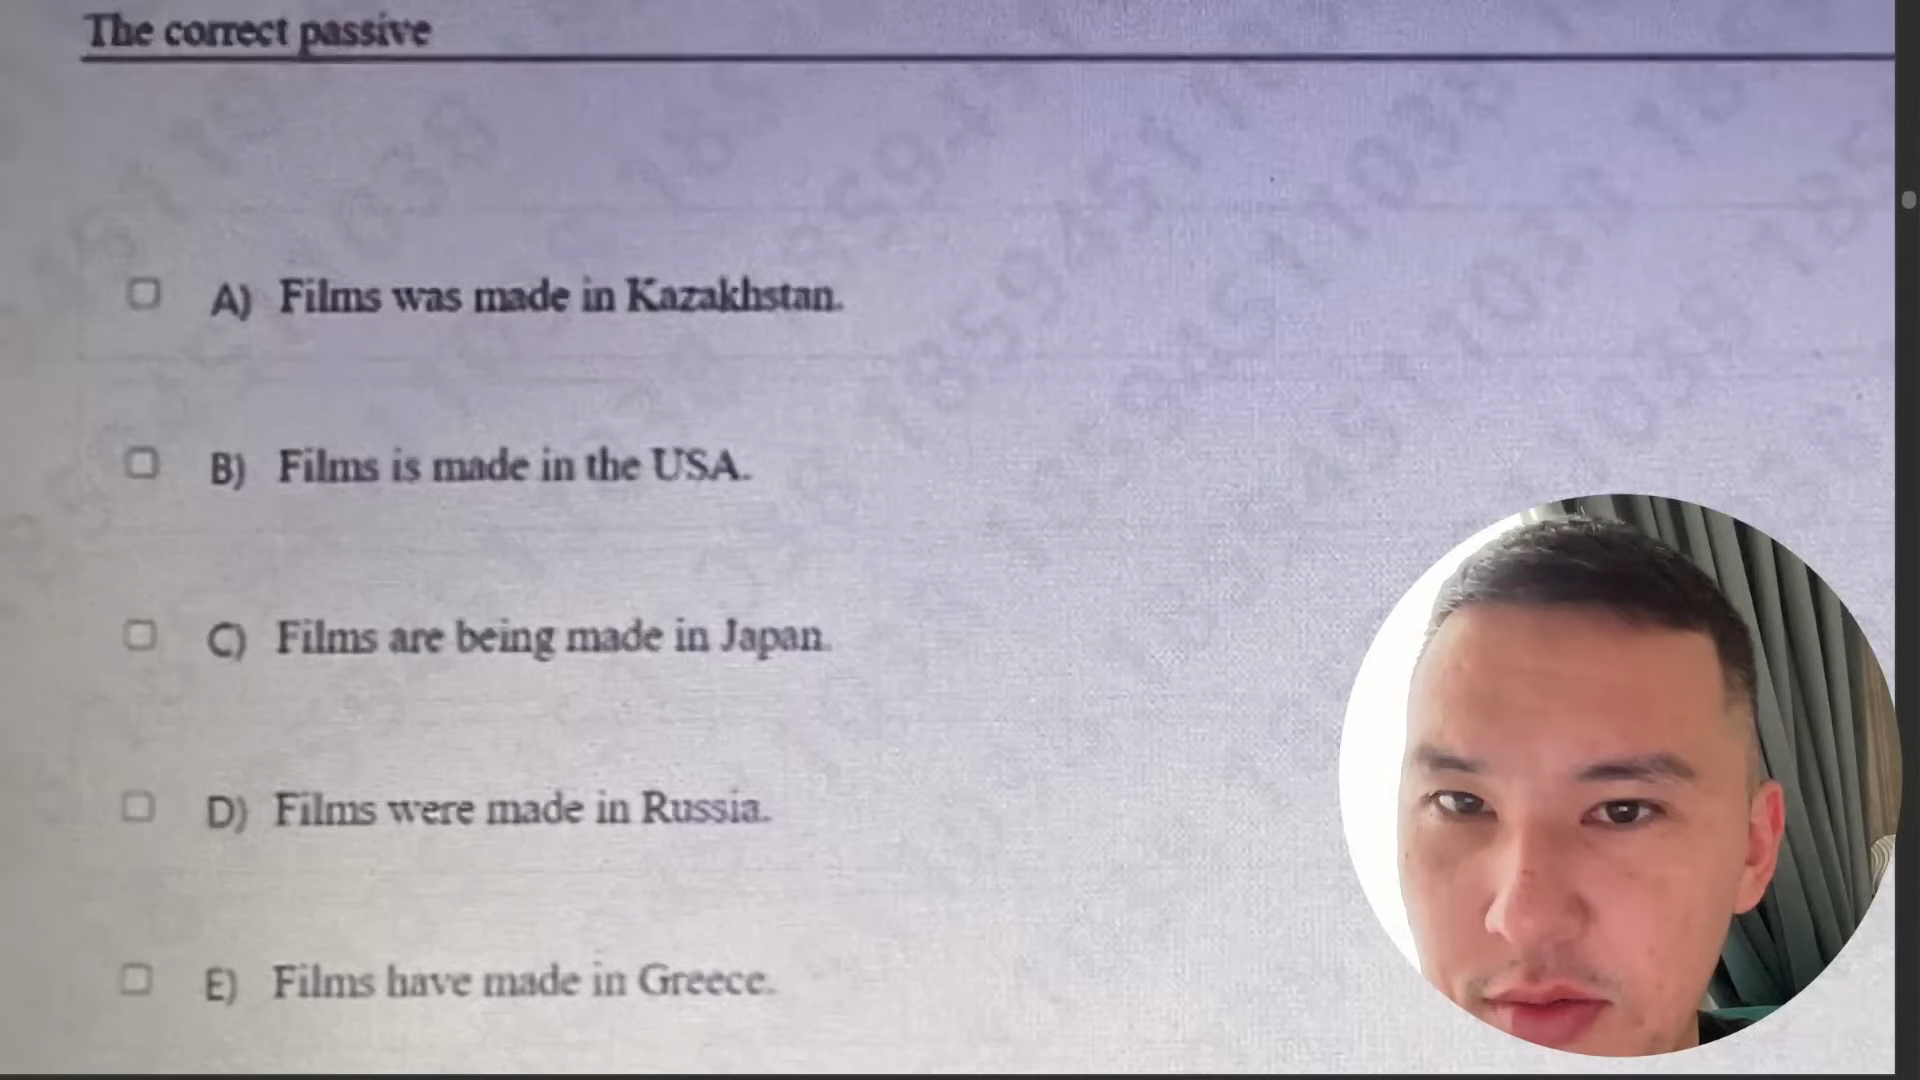 The correct passive
A) Films was made in Kazakhstan.
B) Films is made in the USA.
C) Films are being made in Japan.
D) Films were made in Russia.
E) Films have made in Greece.